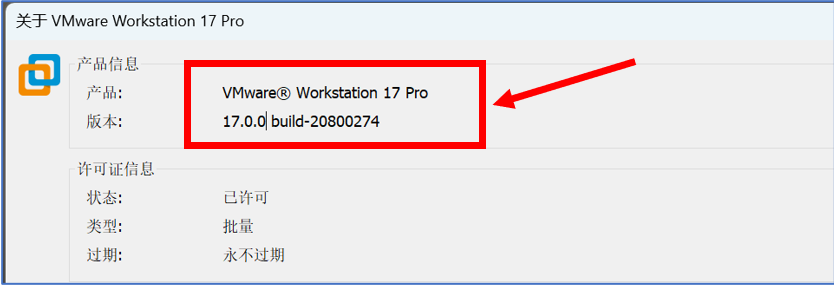 关于 VMware Workstation 17 Pro
产品信息
产品: VMware® Workstation 17 Pro
版本: 17.0.0 build-20800274
许可证信息
状态: 已许可
类型: 批量
过期: 永不过期